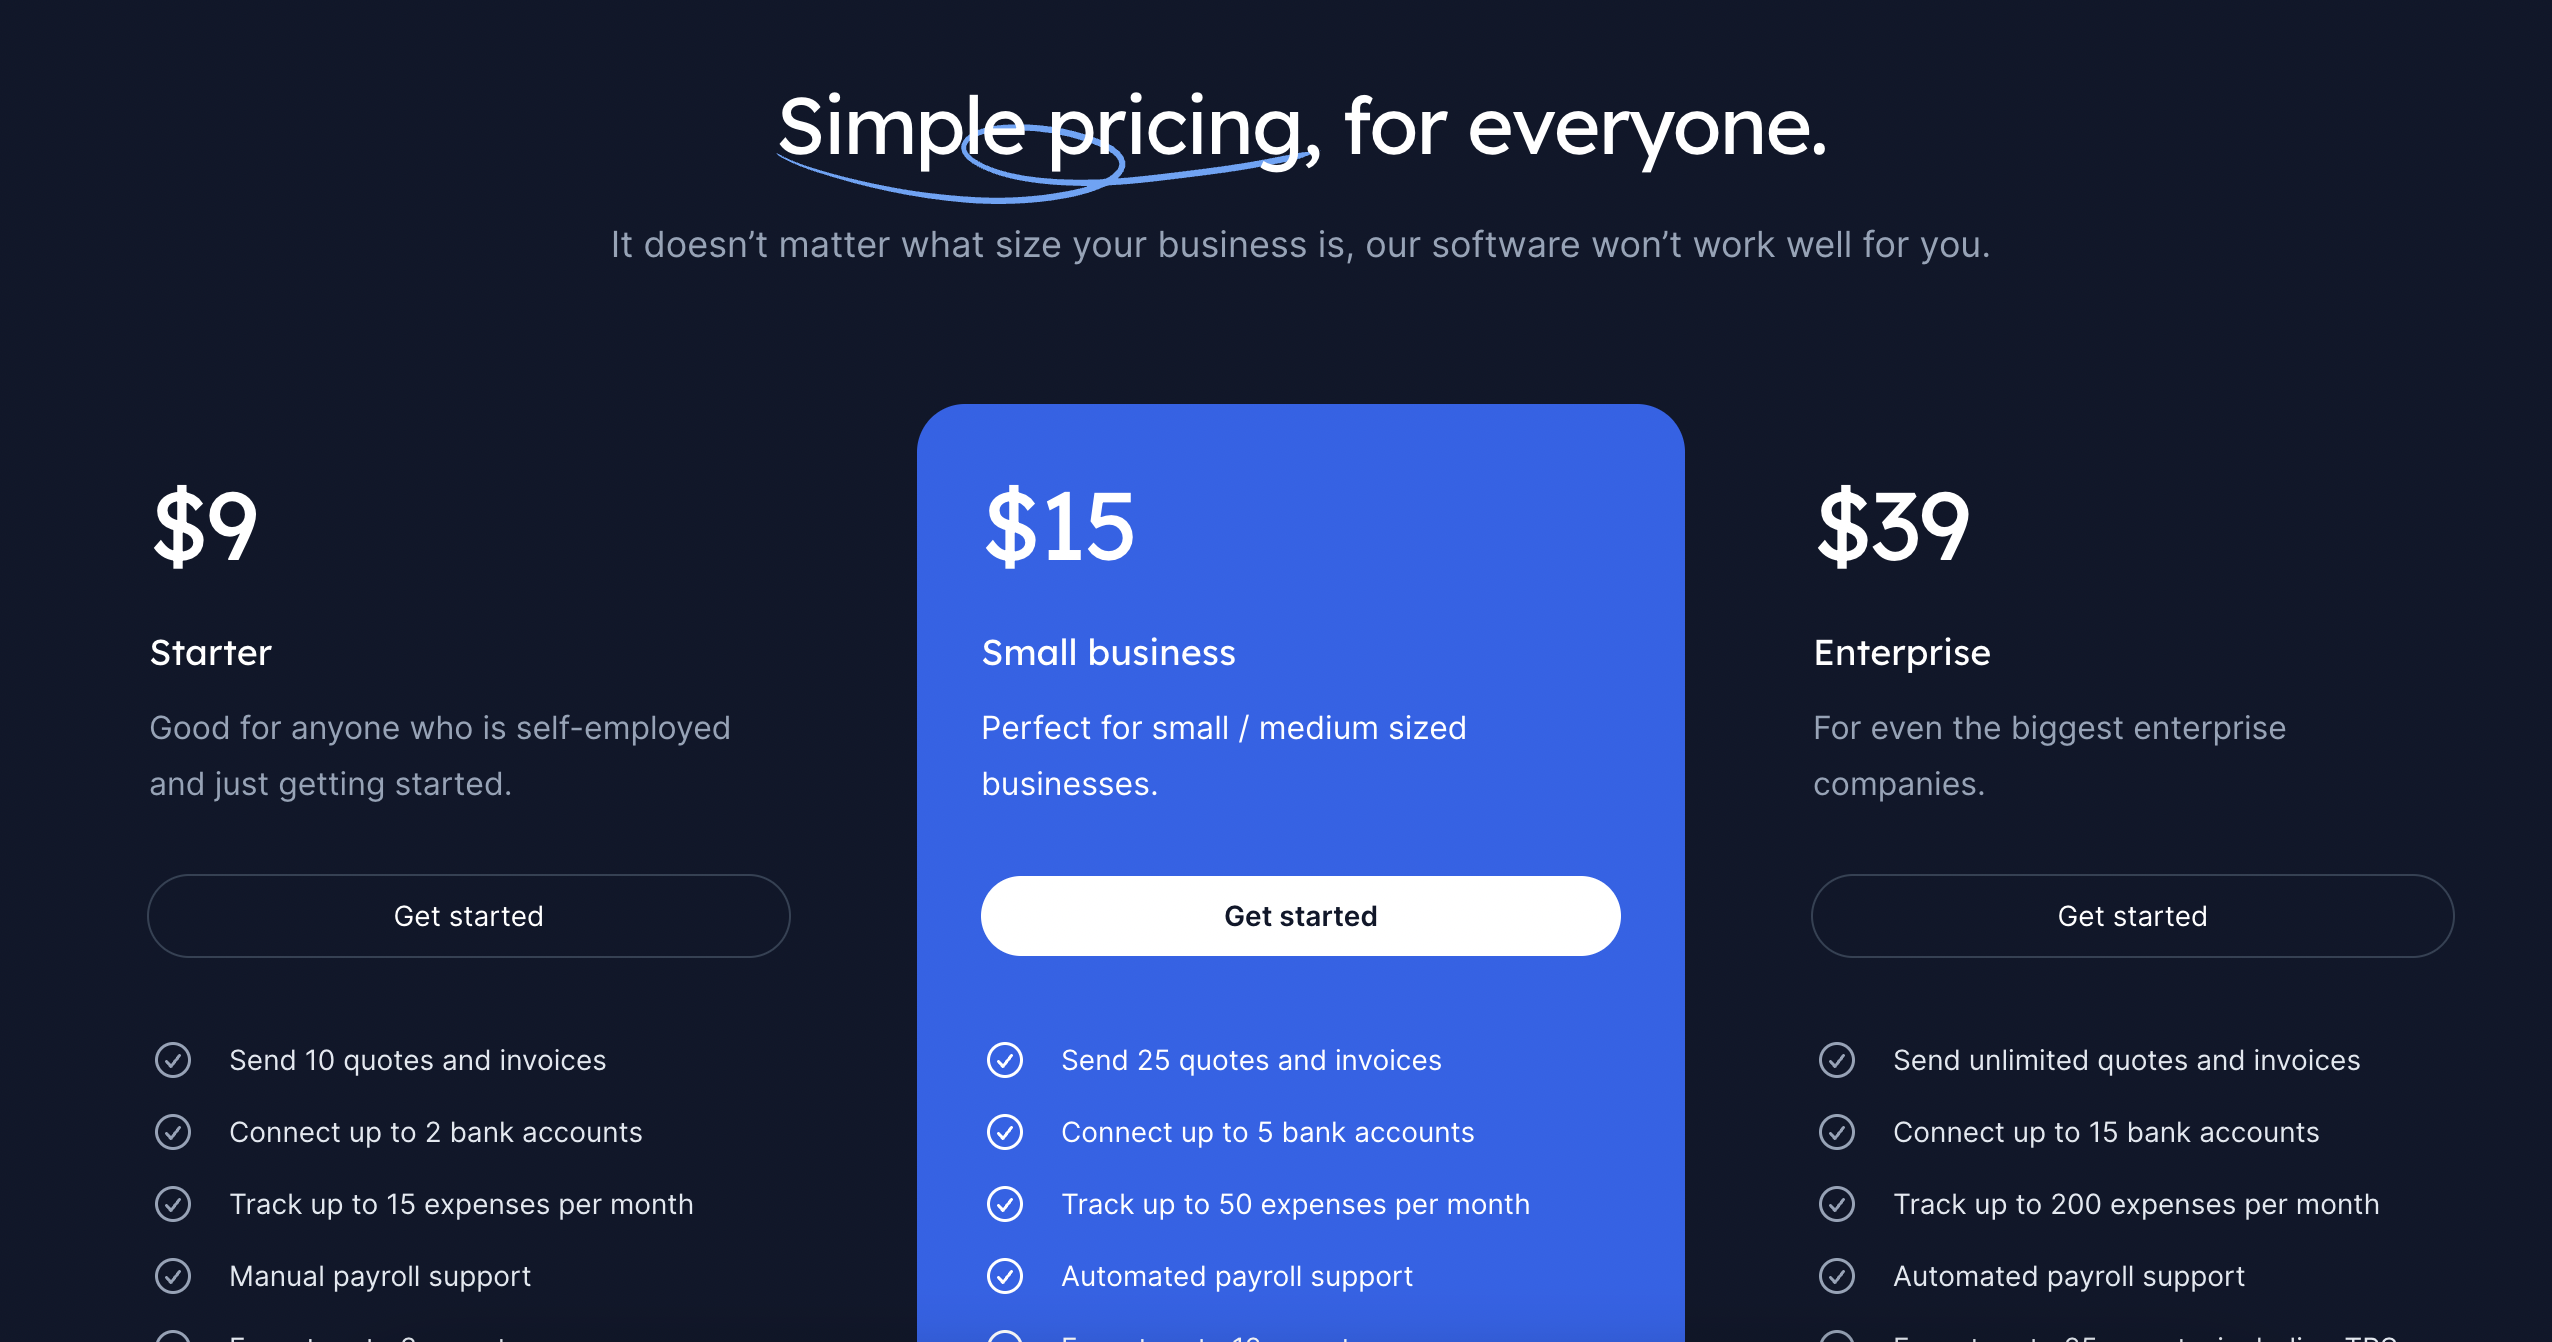 Simple pricing, for everyone.
It doesn’t matter what size your business is, our software won’t work well for you.
$9
Starter
Good for anyone who is self-employed
and just getting started.
Get started
Send 10 quotes and invoices
Connect up to 2 bank accounts
Track up to 15 expenses per month
Manual payroll support
$15
Small business
Perfect for small / medium sized
businesses.
Get started
Send 25 quotes and invoices
Connect up to 5 bank accounts
Track up to 50 expenses per month
Automated payroll support
$39
Enterprise
For even the biggest enterprise
companies.
Get started
Send unlimited quotes and invoices
Connect up to 15 bank accounts
Track up to 200 expenses per month
Automated payroll support